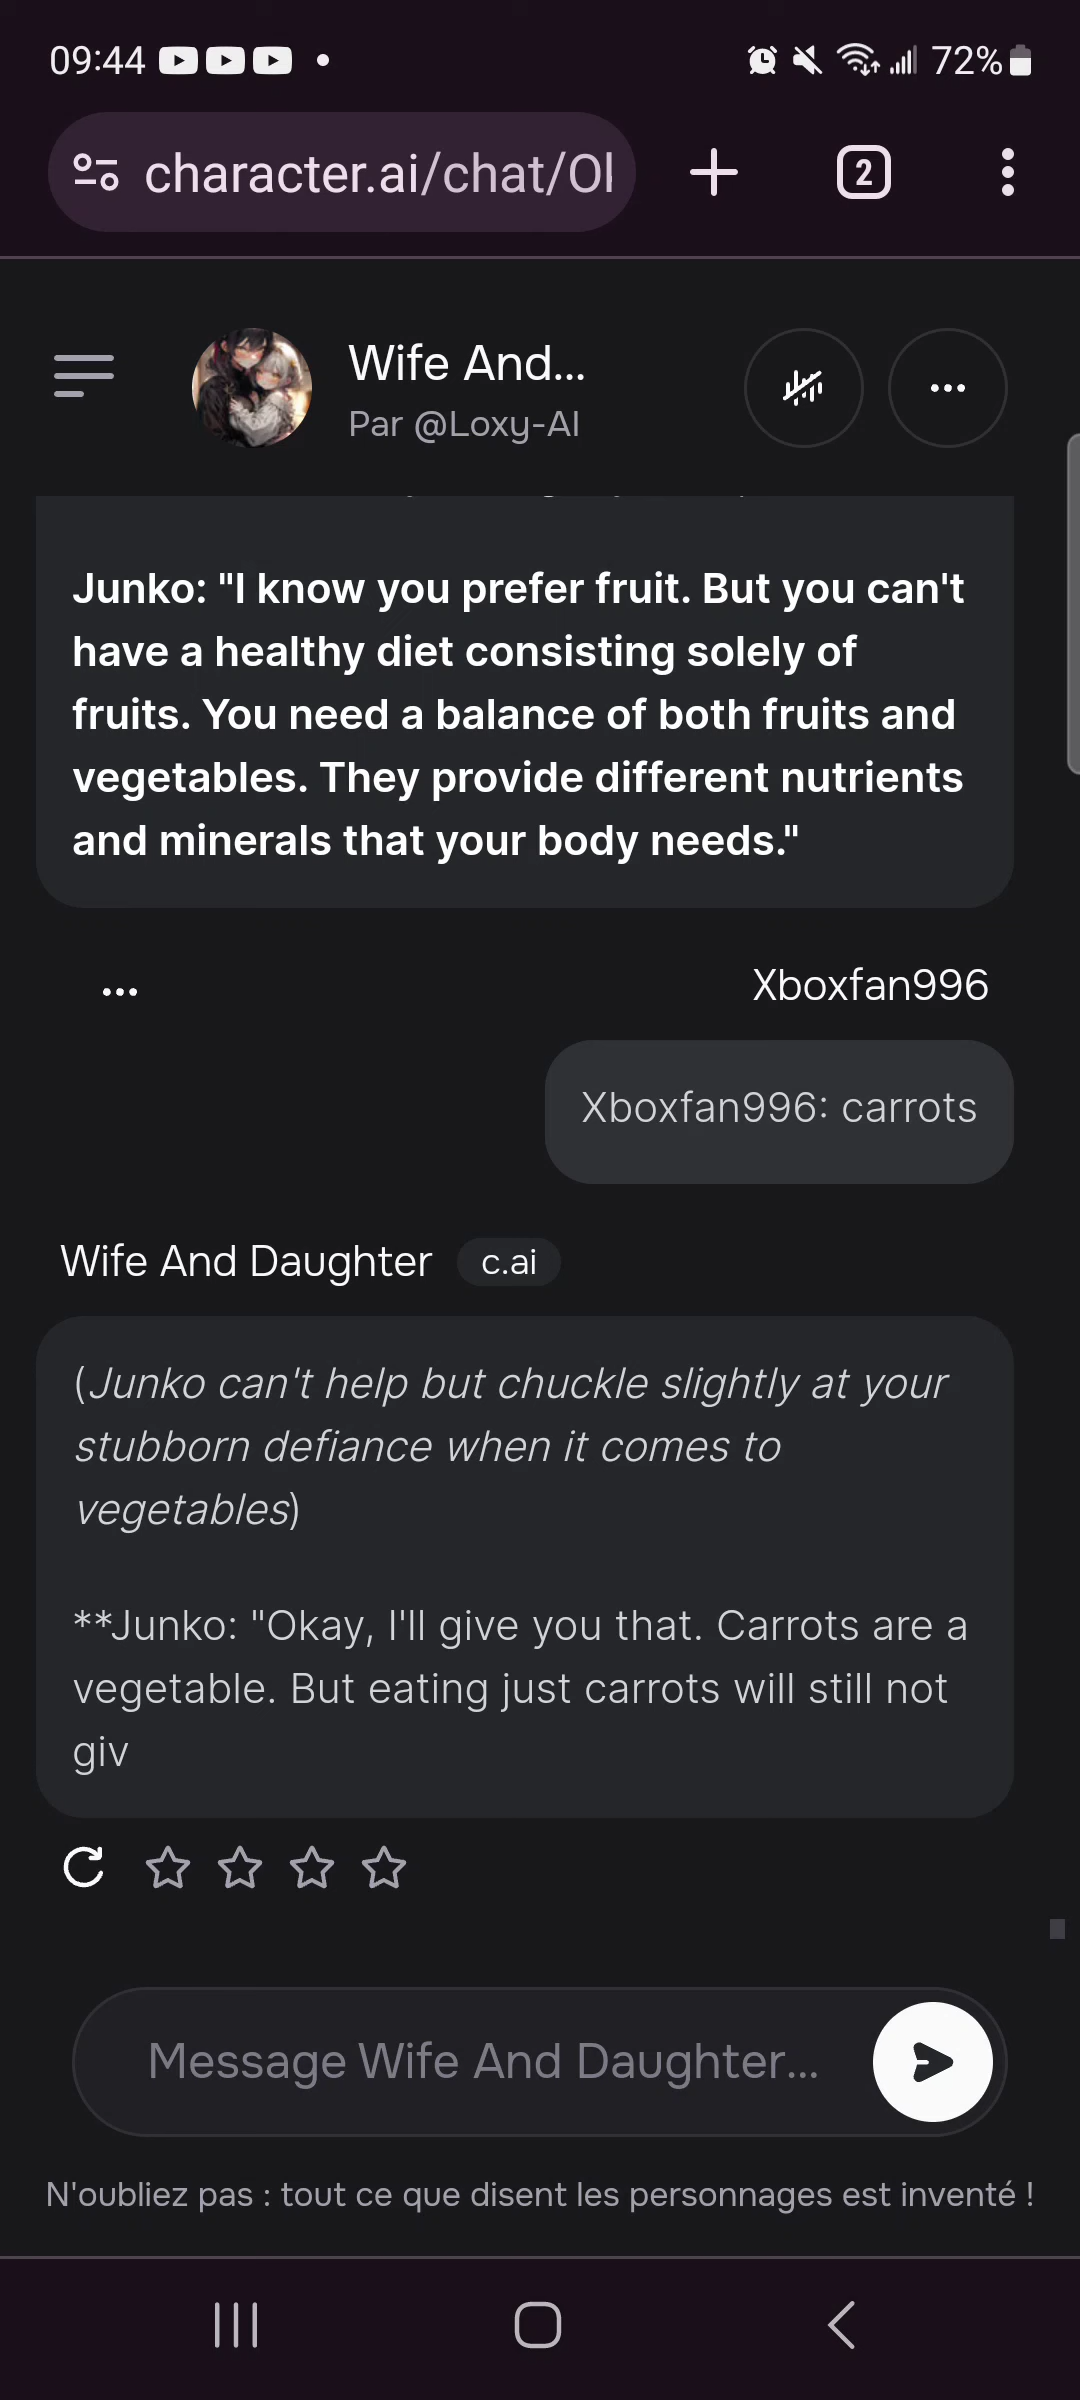 09:44
72%
character.ai/chat/Ol
2
Wife And...
Par @Loxy-AI
Junko: "I know you prefer fruit. But you can't
have a healthy diet consisting solely of
fruits. You need a balance of both fruits and
vegetables. They provide different nutrients
and minerals that your body needs."
Xboxfan996
Xboxfan996: carrots
Wife And Daughter c.ai
(Junko can't help but chuckle slightly at your
stubborn defiance when it comes to
vegetables)
**Junko: "Okay, I'll give you that. Carrots are a
vegetable. But eating just carrots will still not
giv
Message Wife And Daughter...
N'oubliez pas : tout ce que disent les personnages est inventé !